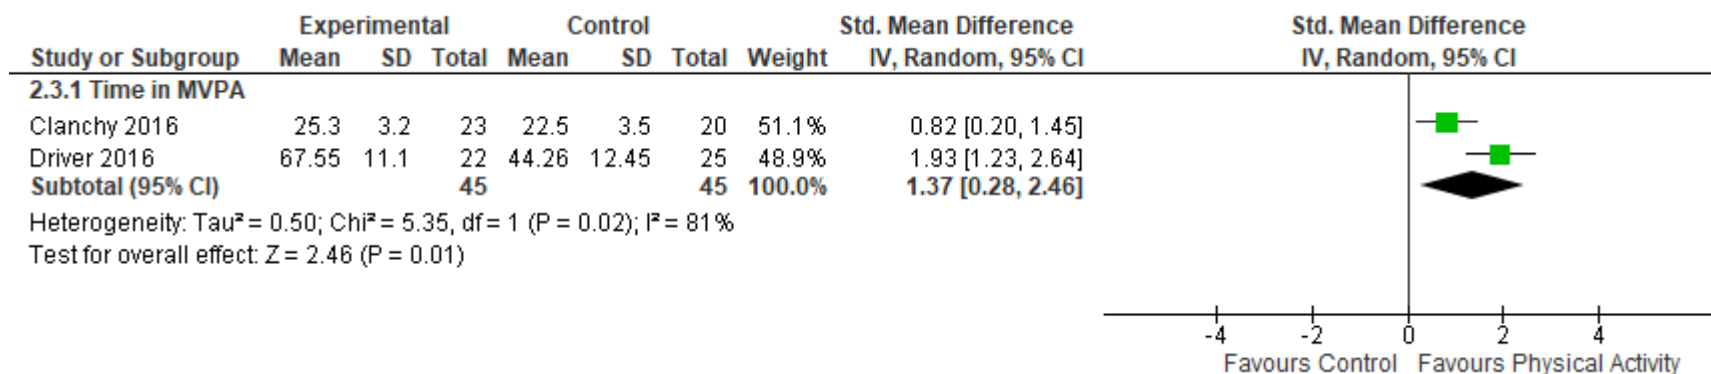 Experimental Control Std. Mean Difference Std. Mean Difference
Study or Subgroup Mean SD Total Mean SD Total Weight IV, Random, 95% CI IV, Random, 95% CI
2.3.1 Time in MVPA
Clanchy 2016 25.3 3.2 23 22.5 3.5 20 51.1% 0.82 [0.20, 1.45]
Driver 2016 67.55 11.1 22 44.26 12.45 25 48.9% 1.93 [1.23, 2.64]
Subtotal (95% CI) 45 45 100.0% 1.37 [0.28, 2.46]
Heterogeneity: Tau² = 0.50; Chi² = 5.35, df = 1 (P = 0.02); I² = 81%
Test for overall effect: Z = 2.46 (P = 0.01)
-4 -2 0 2 4
Favours Control Favours Physical Activity